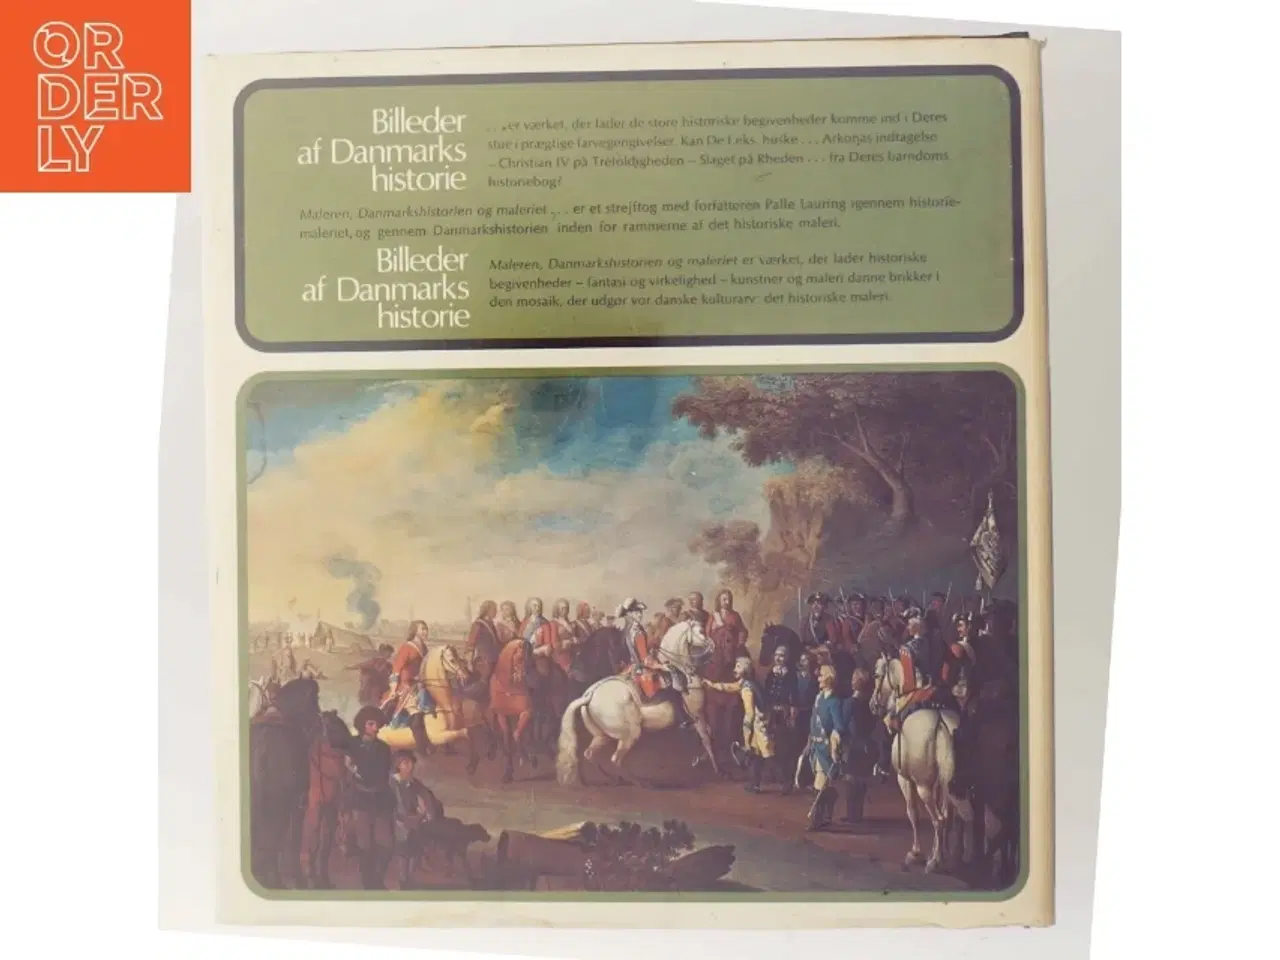 OR
DER
LY
Billeder
af Danmarks
historie
...er værket, der lader de store historiske begivenheder komme ind i Deres
stue i prægtige farvegengivelser. Kan De f.eks. huske ... Arkonas indtagelse
– Christian IV på Trefoldigheden – Slaget på Rheden ... fra Deres barndoms
historiebog?
Maleren, Danmarkshistorien og maleriet ... er et strejftog med forfatteren Palle Lauring igennem historie-
maleriet, og gennem Danmarkshistorien inden for rammerne af det historiske maleri.
Billeder
af Danmarks
historie
Maleren, Danmarkshistorien og maleriet er værket, der lader historiske
begivenheder – fantasi og virkelighed – kunstner og maleri danne brikker i
den mosaik, der udgør vor danske kulturarv: det historiske maleri.